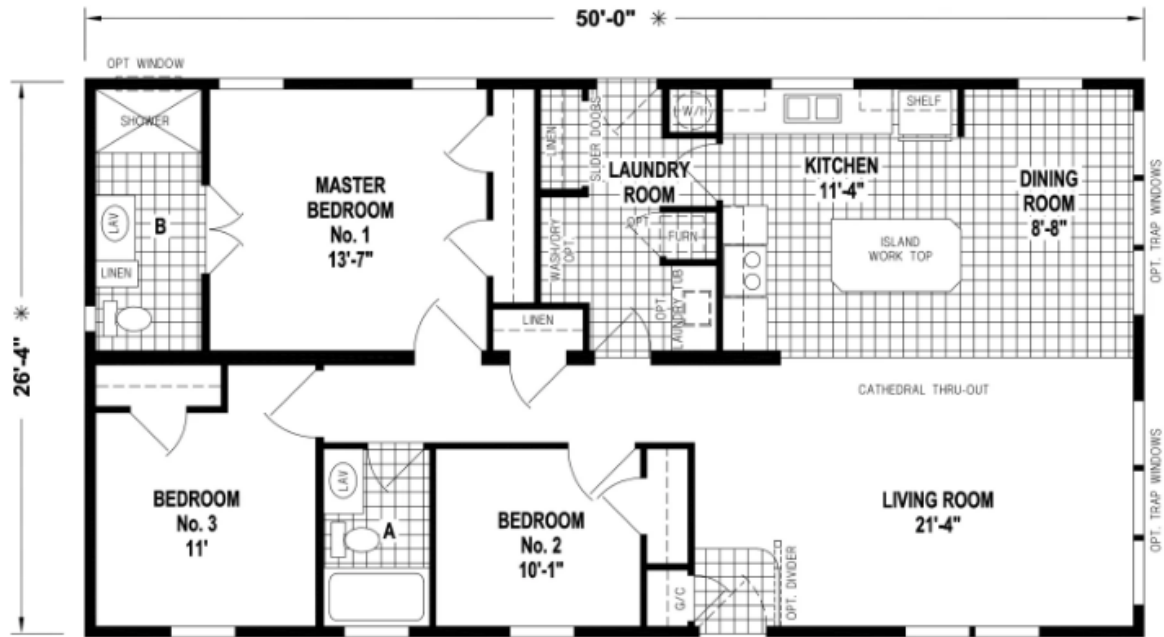 50'-0" ✳
OPT WINDOW
SHOWER
LINEN
SLIDER DOORS
W/H
SHELF
LAUNDRY
ROOM
KITCHEN
11'-4"
DINING
ROOM
8'-8"
MASTER
BEDROOM
No. 1
13'-7"
LAV
B
LINEN
WASH/DRY
OPT.
OPT.
FURN
ISLAND
WORK TOP
OPT. TRAP WINDOWS
OPT.
LAUNDRY TUB
LINEN
26'-4" ✳
CATHEDRAL THRU-OUT
BEDROOM
No. 3
11'
LAV
A
BEDROOM
No. 2
10'-1"
LIVING ROOM
21'-4"
OPT. TRAP WINDOWS
G/C
OPT. DIVIDER